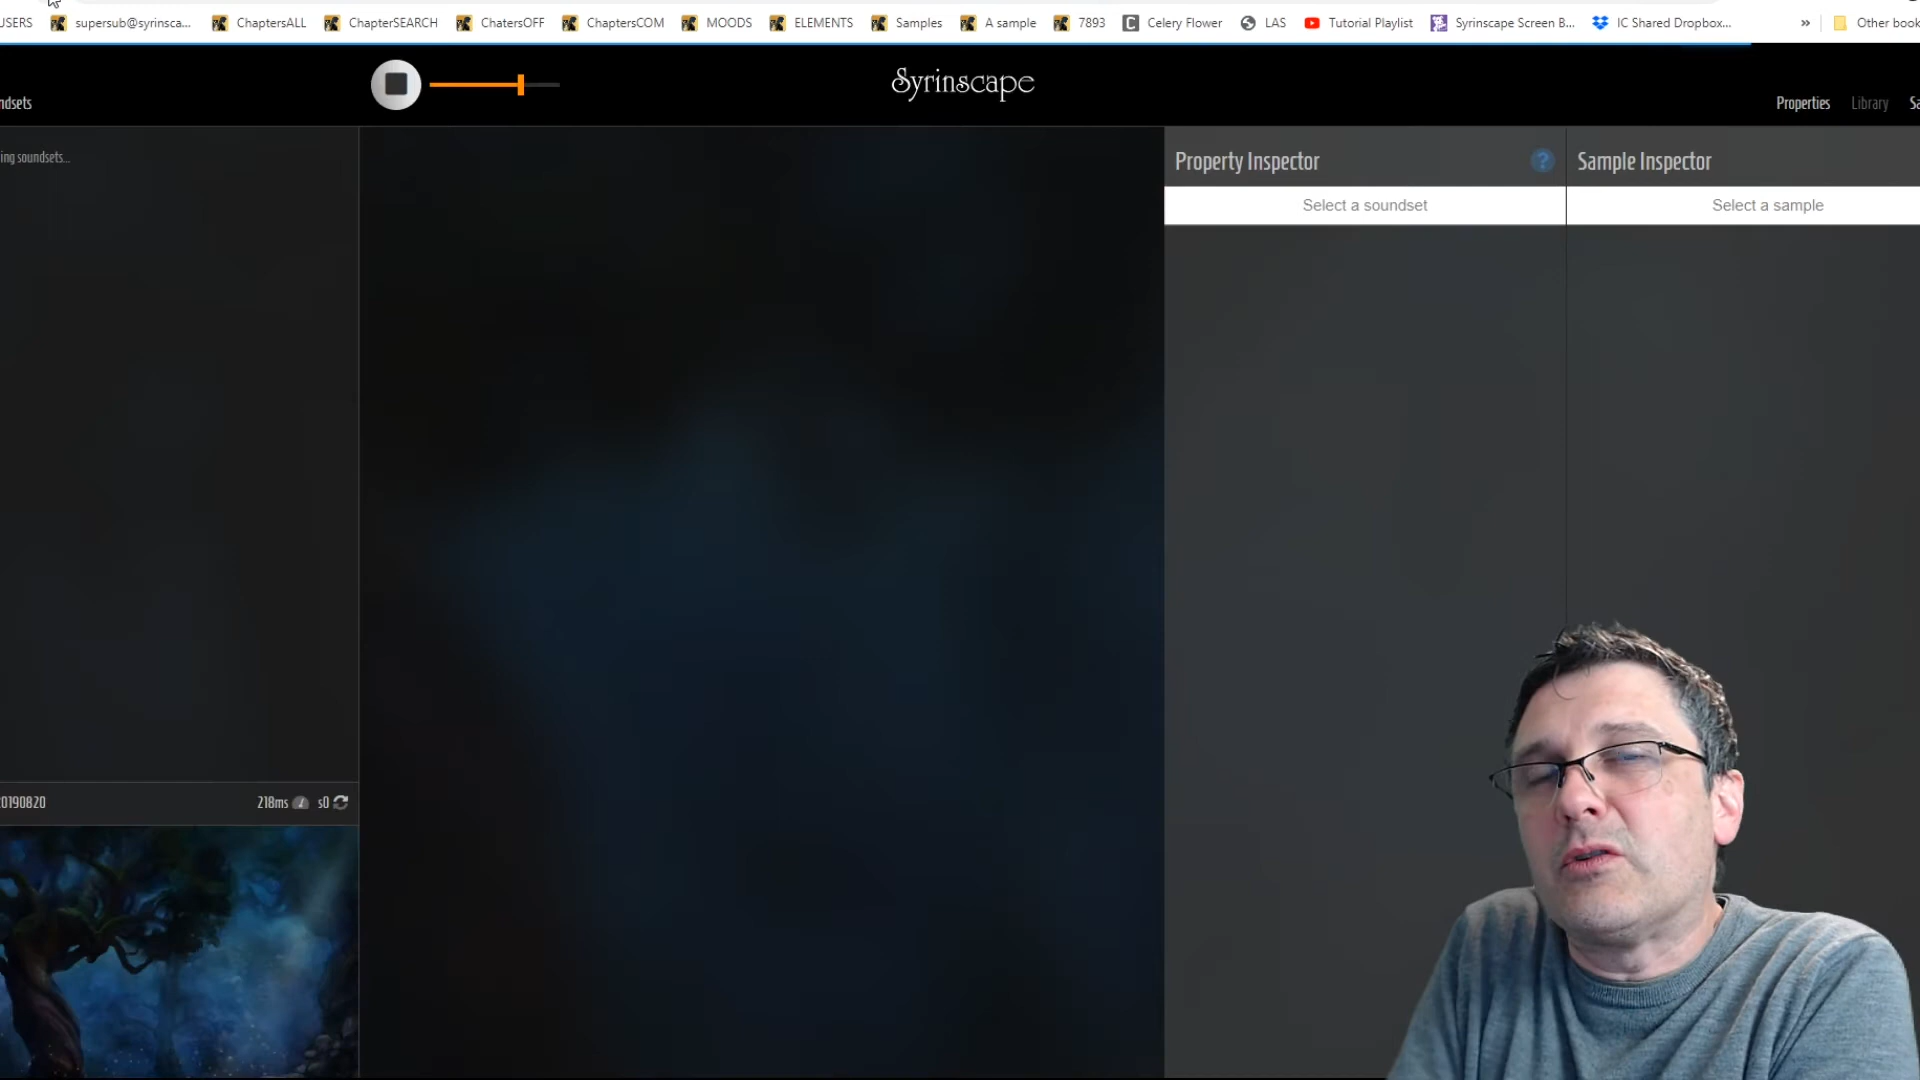 USERS supersub@syrinsca... ChaptersALL ChapterSEARCH ChatersOFF ChaptersCOM MOODS ELEMENTS Samples A sample 7893 Celery Flower LAS Tutorial Playlist Syrinscape Screen B... IC Shared Dropbox... » Other book
Syrinscape
ndsets
Properties Library Sa
ing soundsets...
Property Inspector ? Sample Inspector
Select a soundset Select a sample
20190820 218ms s0